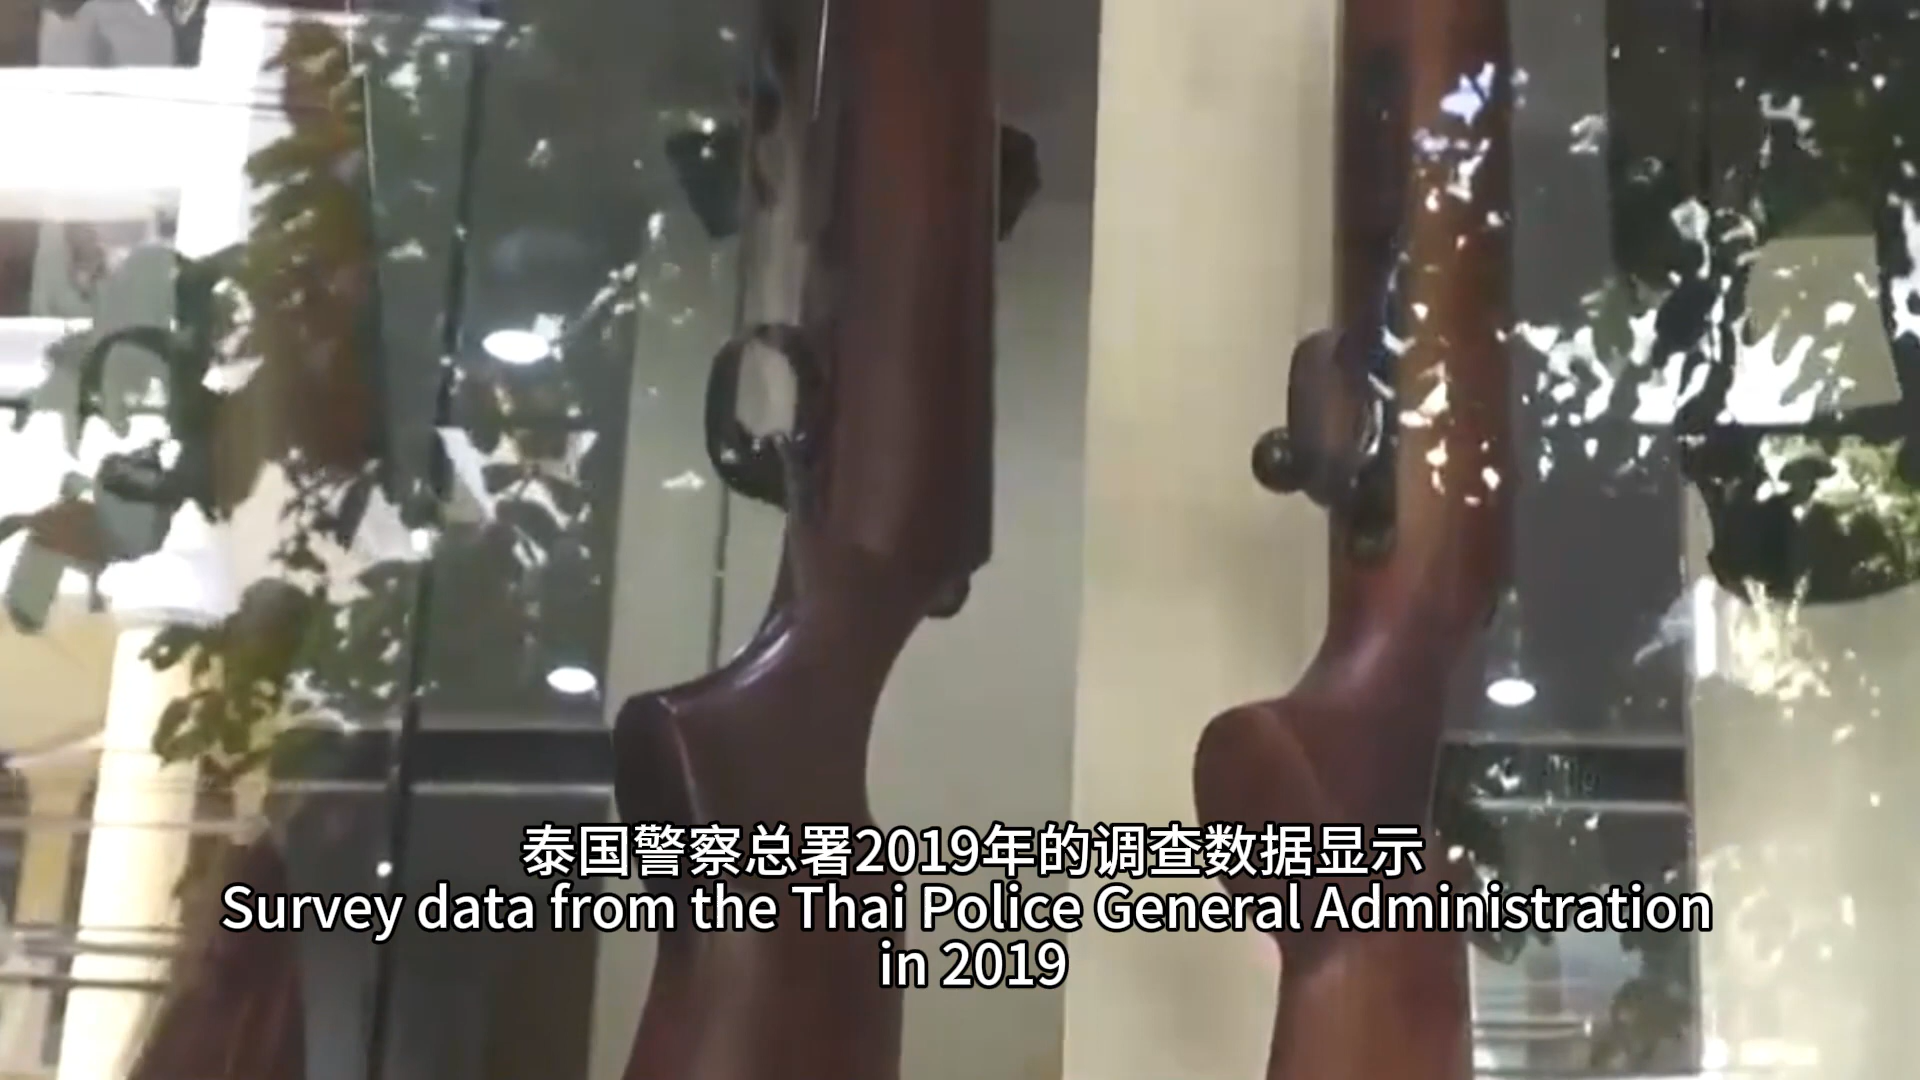 泰国警察总署2019年的调查数据显示
Survey data from the Thai Police General Administration
in 2019